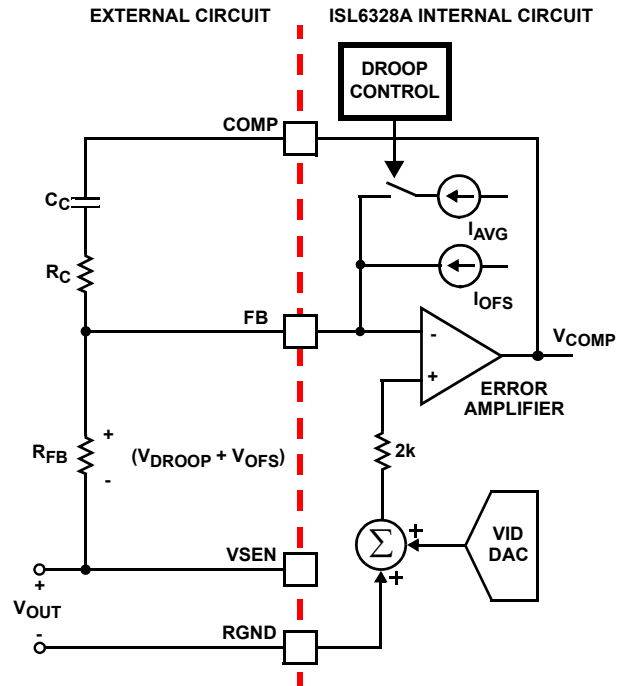 EXTERNAL CIRCUIT
ISL6328A INTERNAL CIRCUIT
DROOP
CONTROL
COMP
CC
IAVG
RC
IOFS
FB
-
VCOMP
+
ERROR
AMPLIFIER
RFB
+
(VDROOP + VOFS)
-
2k
Σ
+
+
VID
DAC
VSEN
+
VOUT
-
RGND